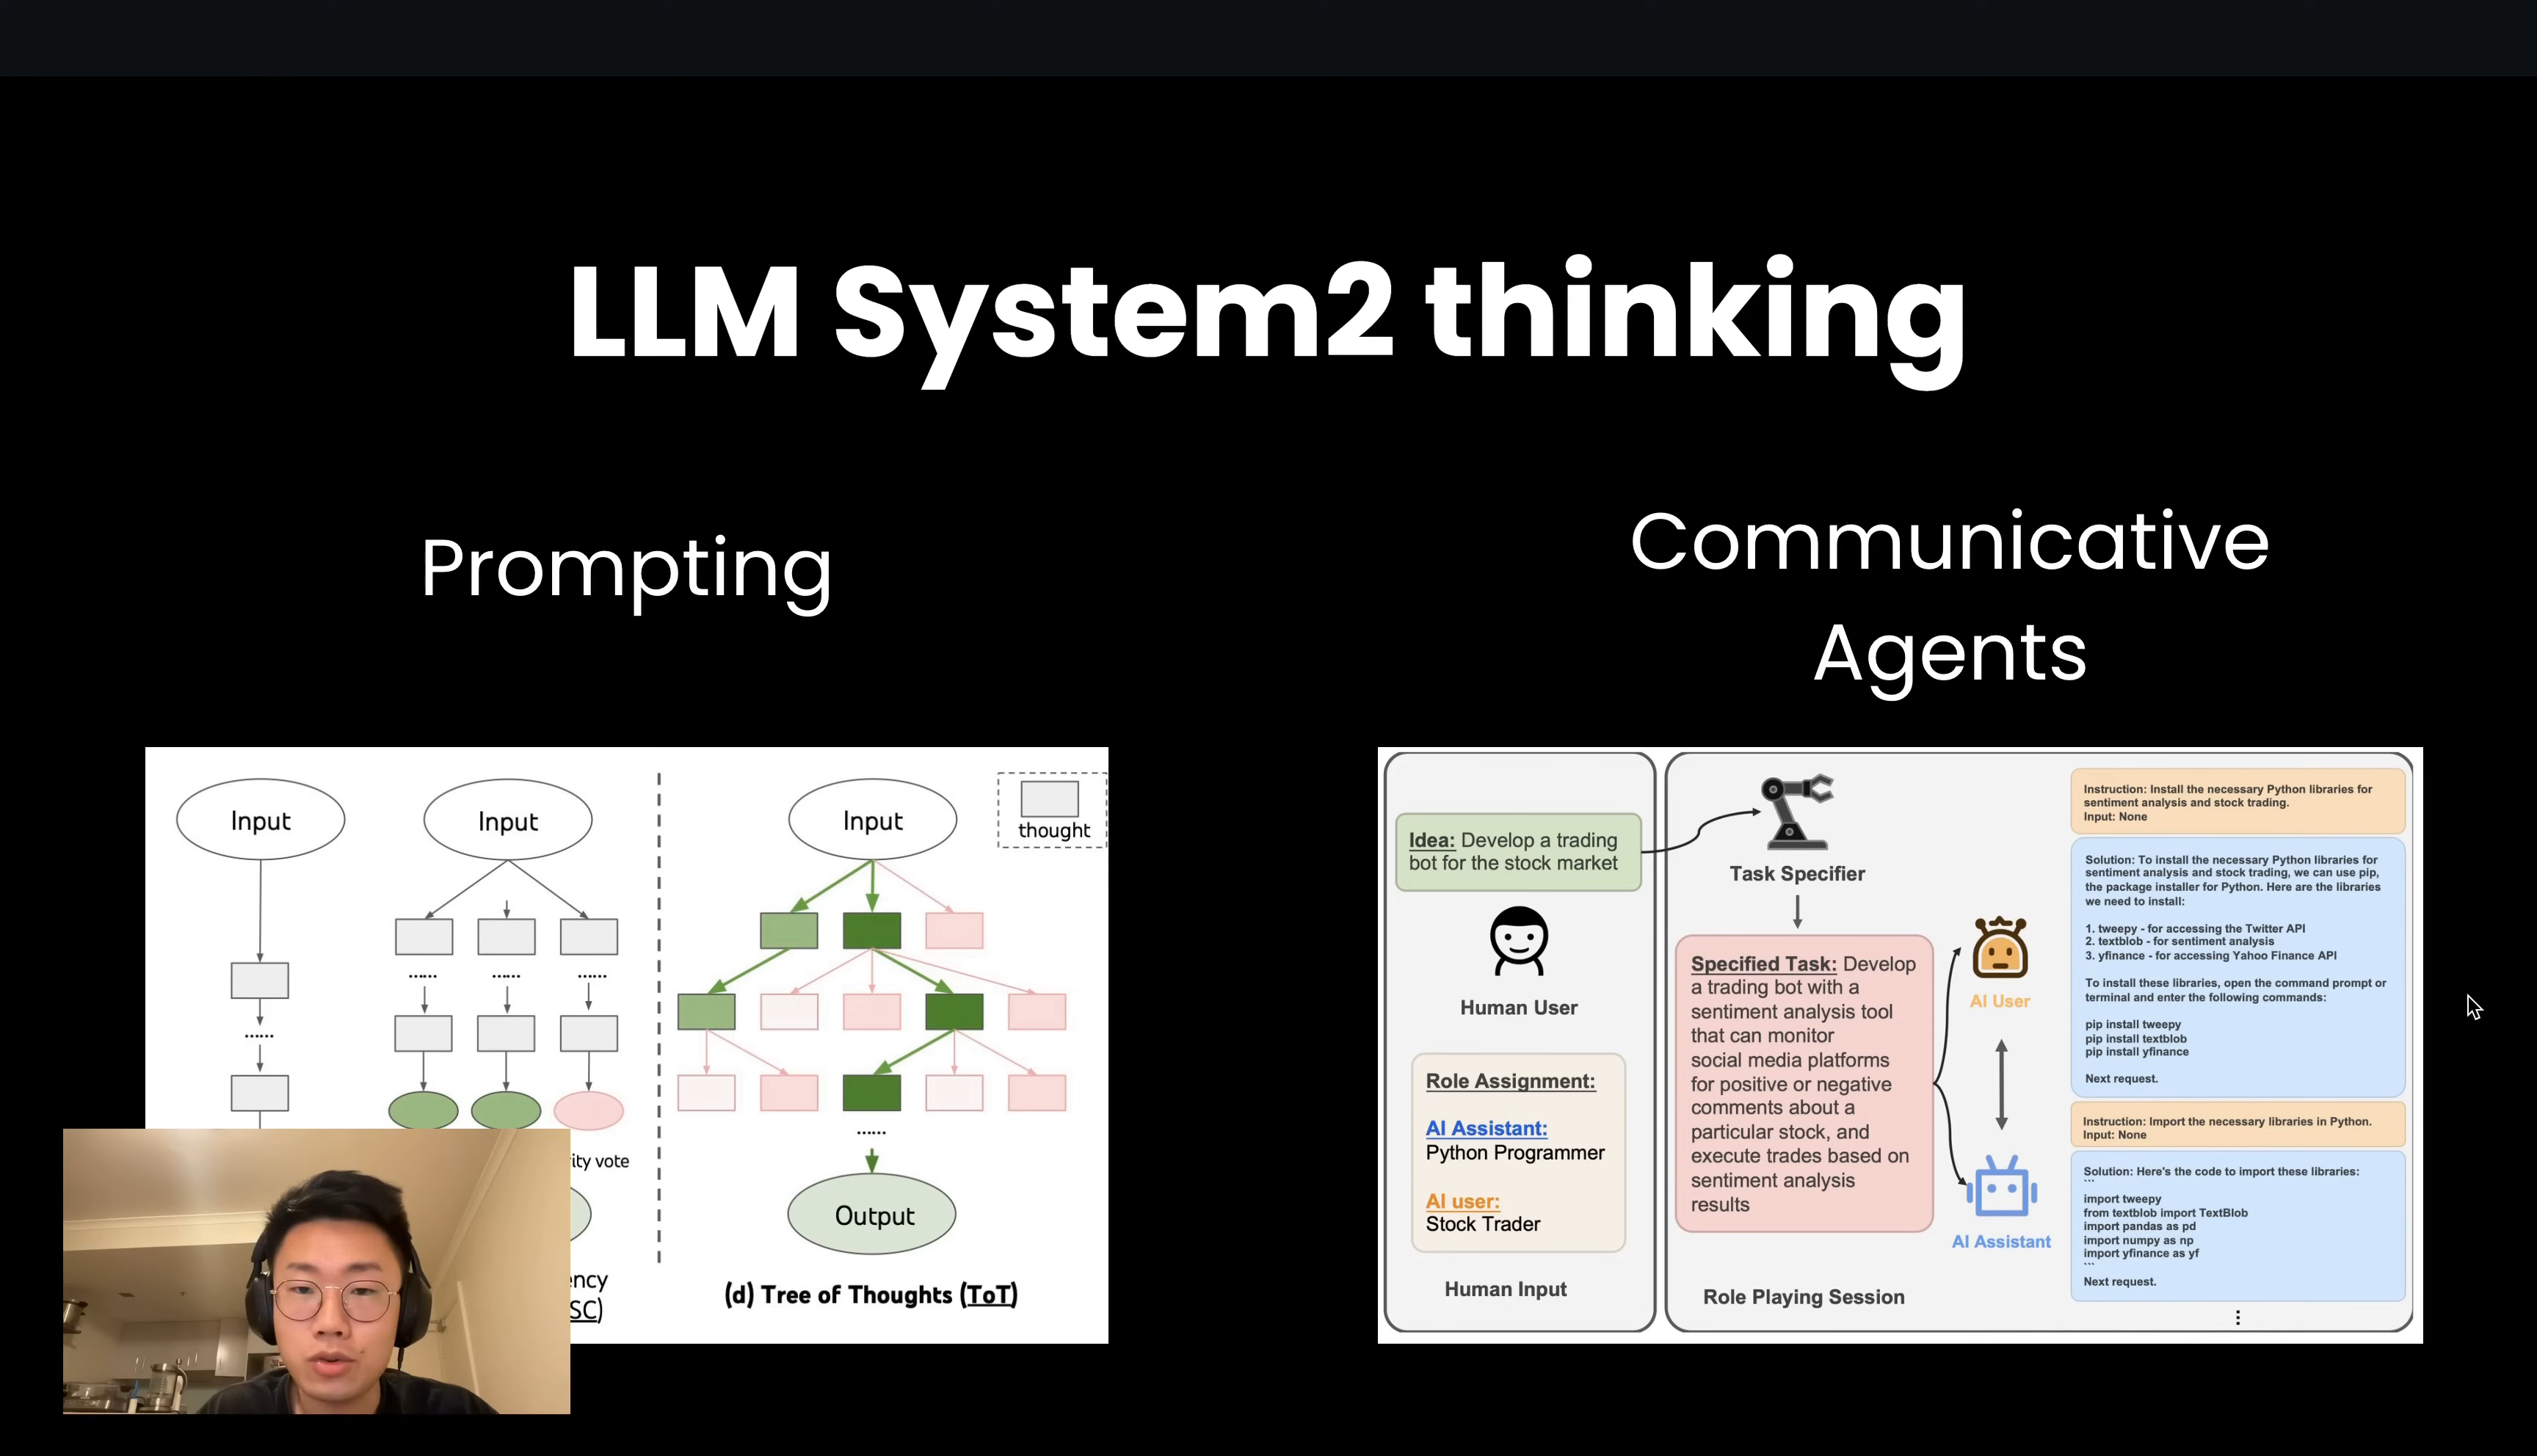 LLM System2 thinking
Prompting
Communicative
Agents
Input
Input
Input
thought
......
......
......
......
......
ity vote
Output
ency
SC)
(d) Tree of Thoughts (ToT)
Idea: Develop a trading
bot for the stock market
Human User
Role Assignment:
AI Assistant:
Python Programmer
AI user:
Stock Trader
Human Input
Task Specifier
Specified Task: Develop
a trading bot with a
sentiment analysis tool
that can monitor
social media platforms
for positive or negative
comments about a
particular stock, and
execute trades based on
sentiment analysis
results
Role Playing Session
AI User
AI Assistant
Instruction: Install the necessary Python libraries for
sentiment analysis and stock trading.
Input: None
Solution: To install the necessary Python libraries for
sentiment analysis and stock trading, we can use pip,
the package installer for Python. Here are the libraries
we need to install:
1. tweepy - for accessing the Twitter API
2. textblob - for sentiment analysis
3. yfinance - for accessing Yahoo Finance API
To install these libraries, open the command prompt or
terminal and enter the following commands:
pip install tweepy
pip install textblob
pip install yfinance
Next request.
Instruction: Import the necessary libraries in Python.
Input: None
Solution: Here's the code to import these libraries:
```
import tweepy
from textblob import TextBlob
import pandas as pd
import numpy as np
import yfinance as yf
```
Next request.